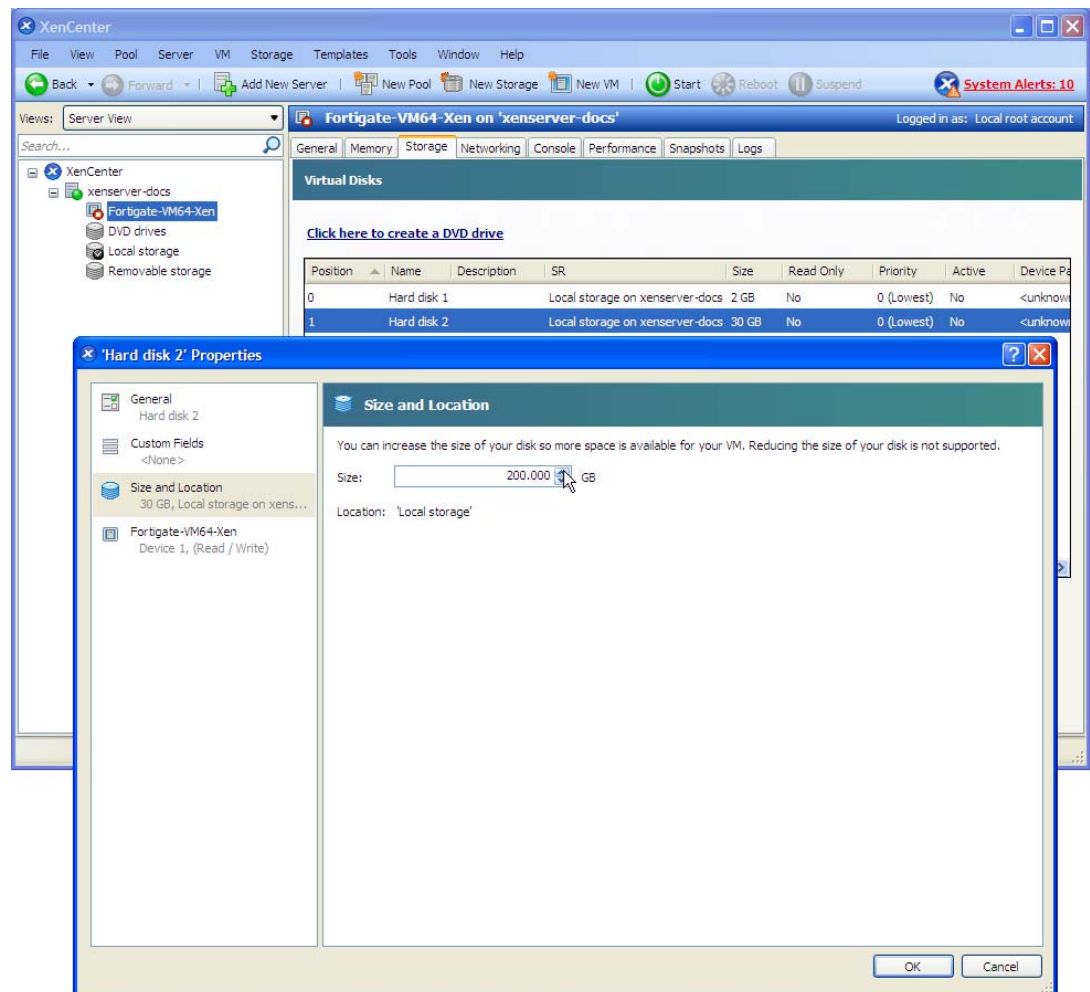 XenCenter
File View Pool Server VM Storage Templates Tools Window Help
Back Forward Add New Server New Pool New Storage New VM Start Reboot Suspend System Alerts: 10
Views: Server View
Fortigate-VM64-Xen on 'xenserver-docs' Logged in as: Local root account
Search...
General Memory Storage Networking Console Performance Snapshots Logs
XenCenter
xenserver-docs
Fortigate-VM64-Xen
DVD drives
Local storage
Removable storage
Virtual Disks
Click here to create a DVD drive
Position Name Description SR Size Read Only Priority Active Device Pa
0 Hard disk 1 Local storage on xenserver-docs 2 GB No 0 (Lowest) No <unknow
1 Hard disk 2 Local storage on xenserver-docs 30 GB No 0 (Lowest) No <unknow
'Hard disk 2' Properties
General
Hard disk 2
Custom Fields
<None>
Size and Location
30 GB, Local storage on xens...
Fortigate-VM64-Xen
Device 1, (Read / Write)
Size and Location
You can increase the size of your disk so more space is available for your VM. Reducing the size of your disk is not supported.
Size: 200.000 GB
Location: 'Local storage'
OK Cancel